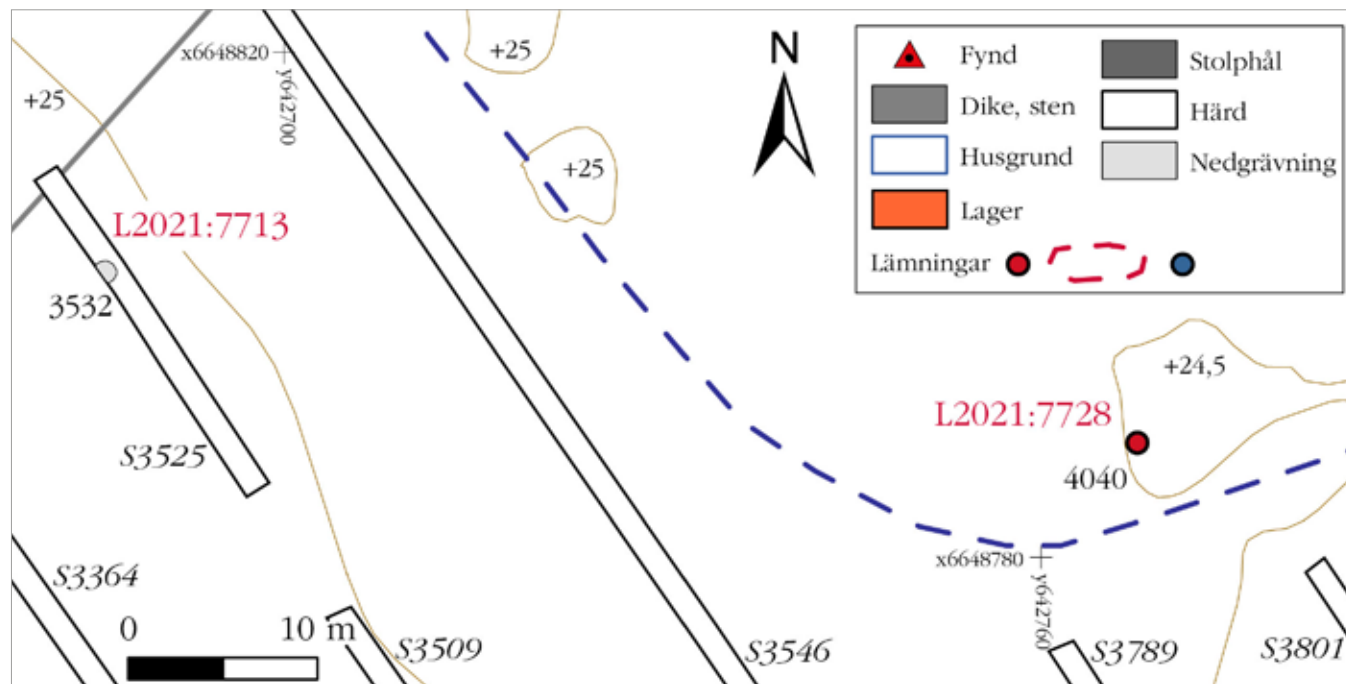 x6648820
y642700
+25
+25
+25
N
Fynd
Dike, sten
Husgrund
Lager
Lämningar
Stolphål
Härd
Nedgrävning
L2021:7713
3532
S3525
+24,5
L2021:7728
4040
x6648780
y642760
S3364
0 10 m
S3509
S3546
S3789
S3801